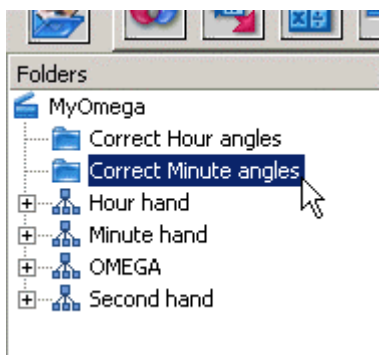 Folders
MyOmega
Correct Hour angles
Correct Minute angles
Hour hand
Minute hand
OMEGA
Second hand